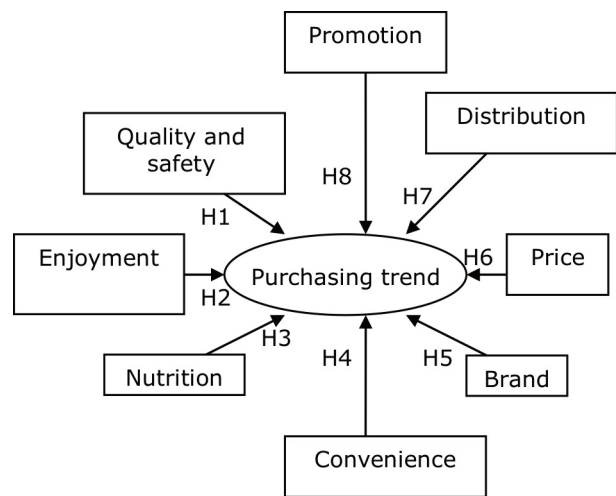 Promotion
Quality and
safety
Distribution
H8
H7
H1
Enjoyment
Purchasing trend
H6
Price
H2
H3
H4
H5
Nutrition
Brand
Convenience